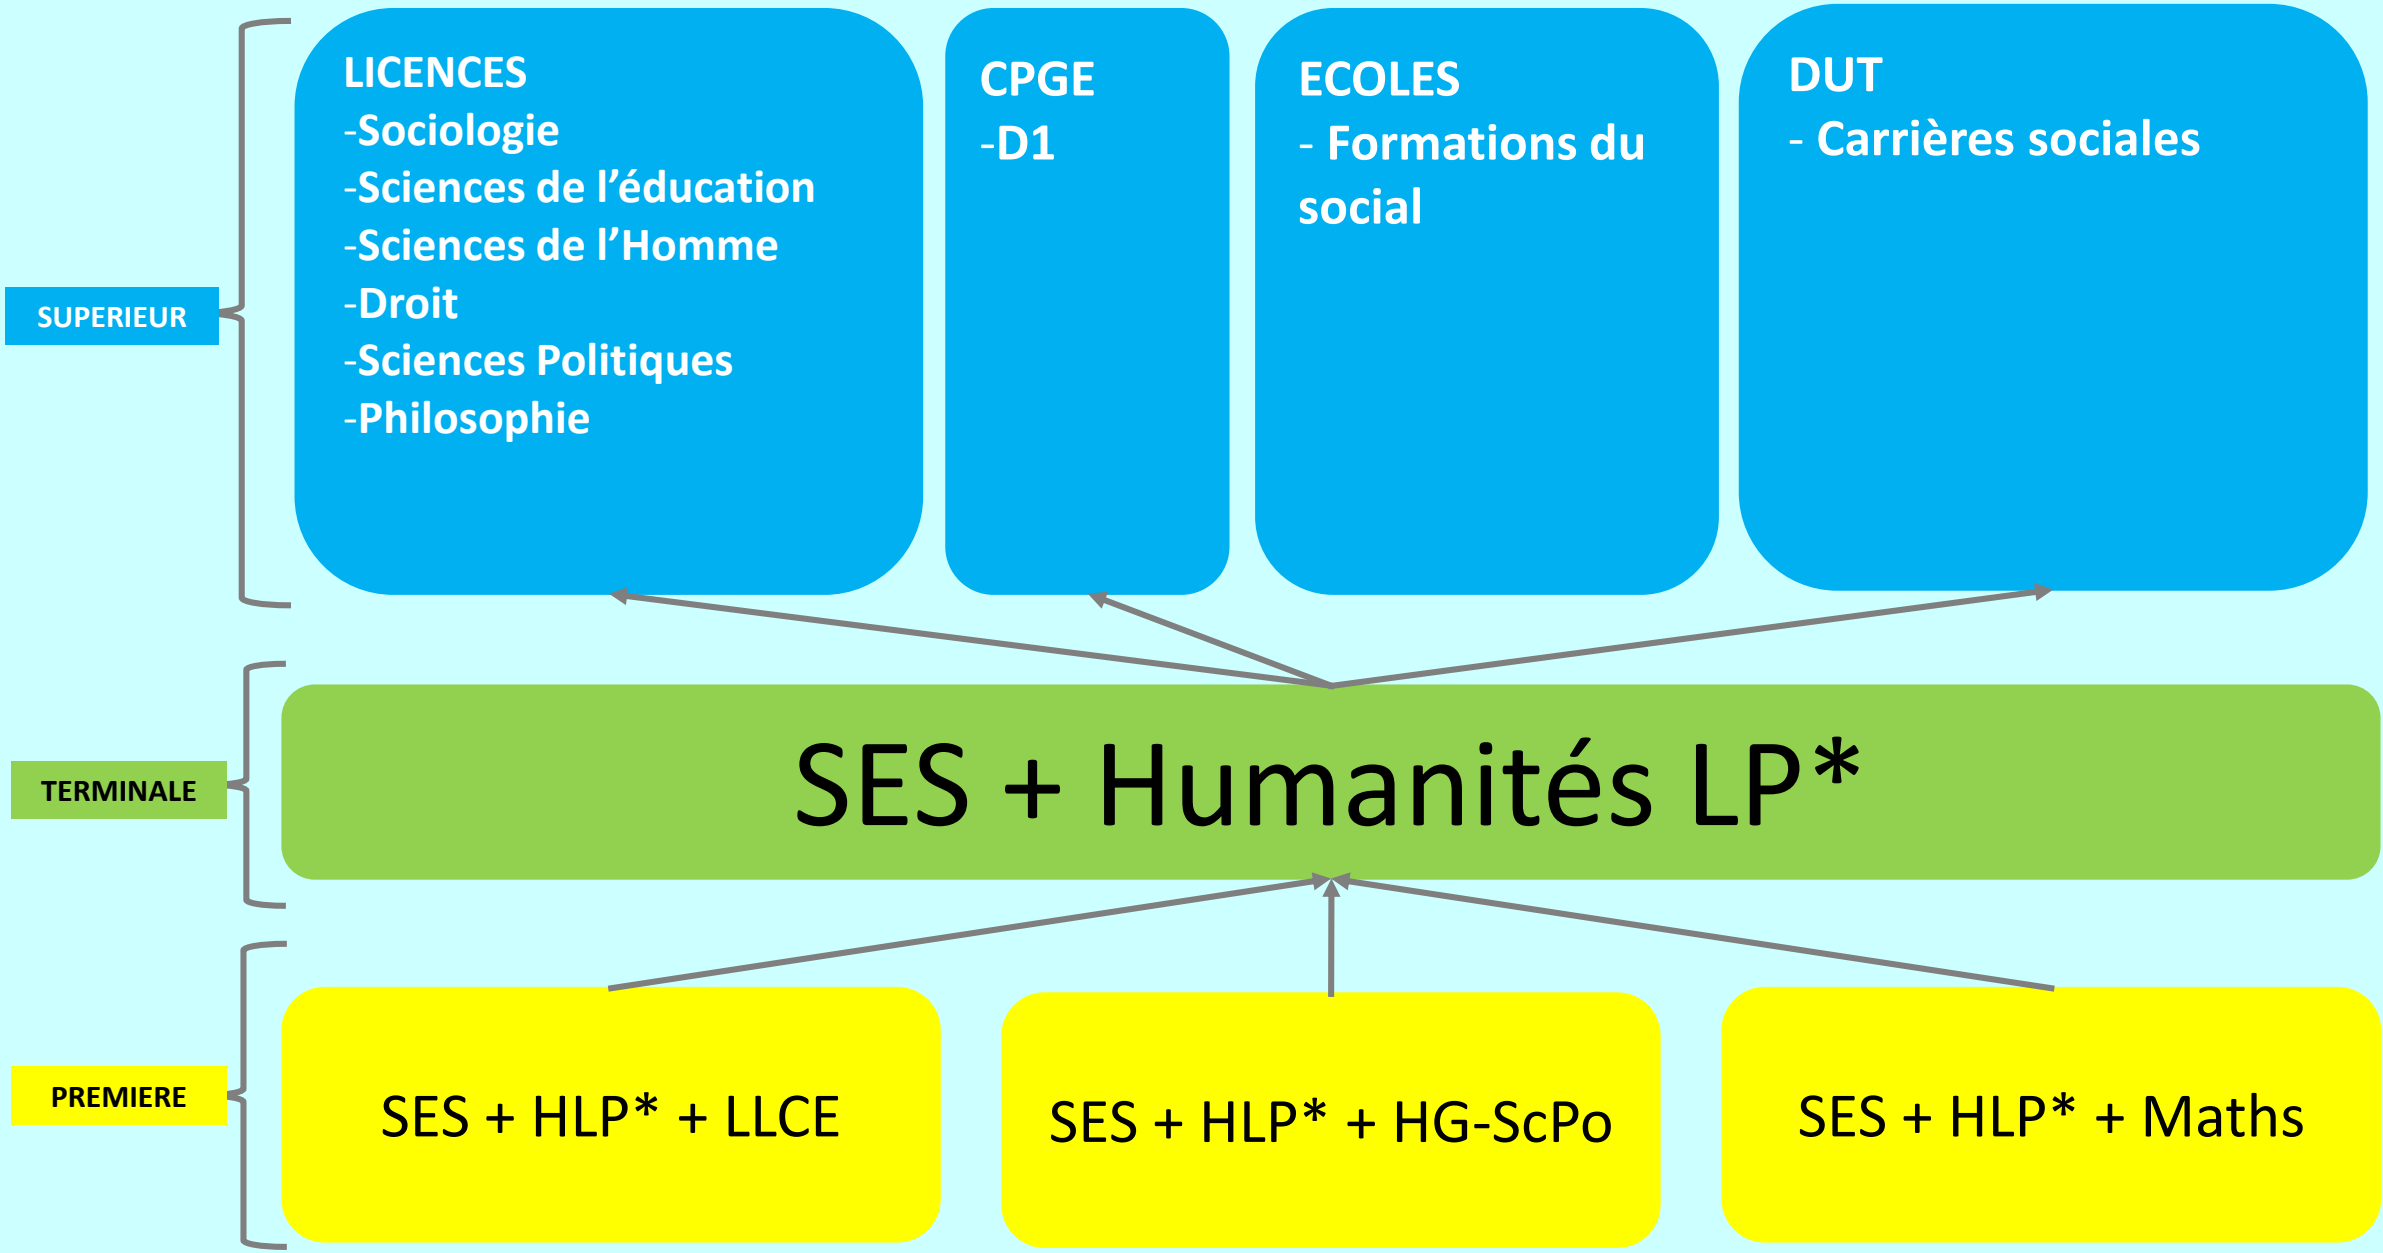 LICENCES
-Sociologie
-Sciences de l’éducation
-Sciences de l’Homme
-Droit
-Sciences Politiques
-Philosophie
CPGE
-D1
ECOLES
- Formations du
social
DUT
- Carrières sociales
SUPERIEUR
TERMINALE
SES + Humanités LP*
PREMIERE
SES + HLP* + LLCE
SES + HLP* + HG-ScPo
SES + HLP* + Maths